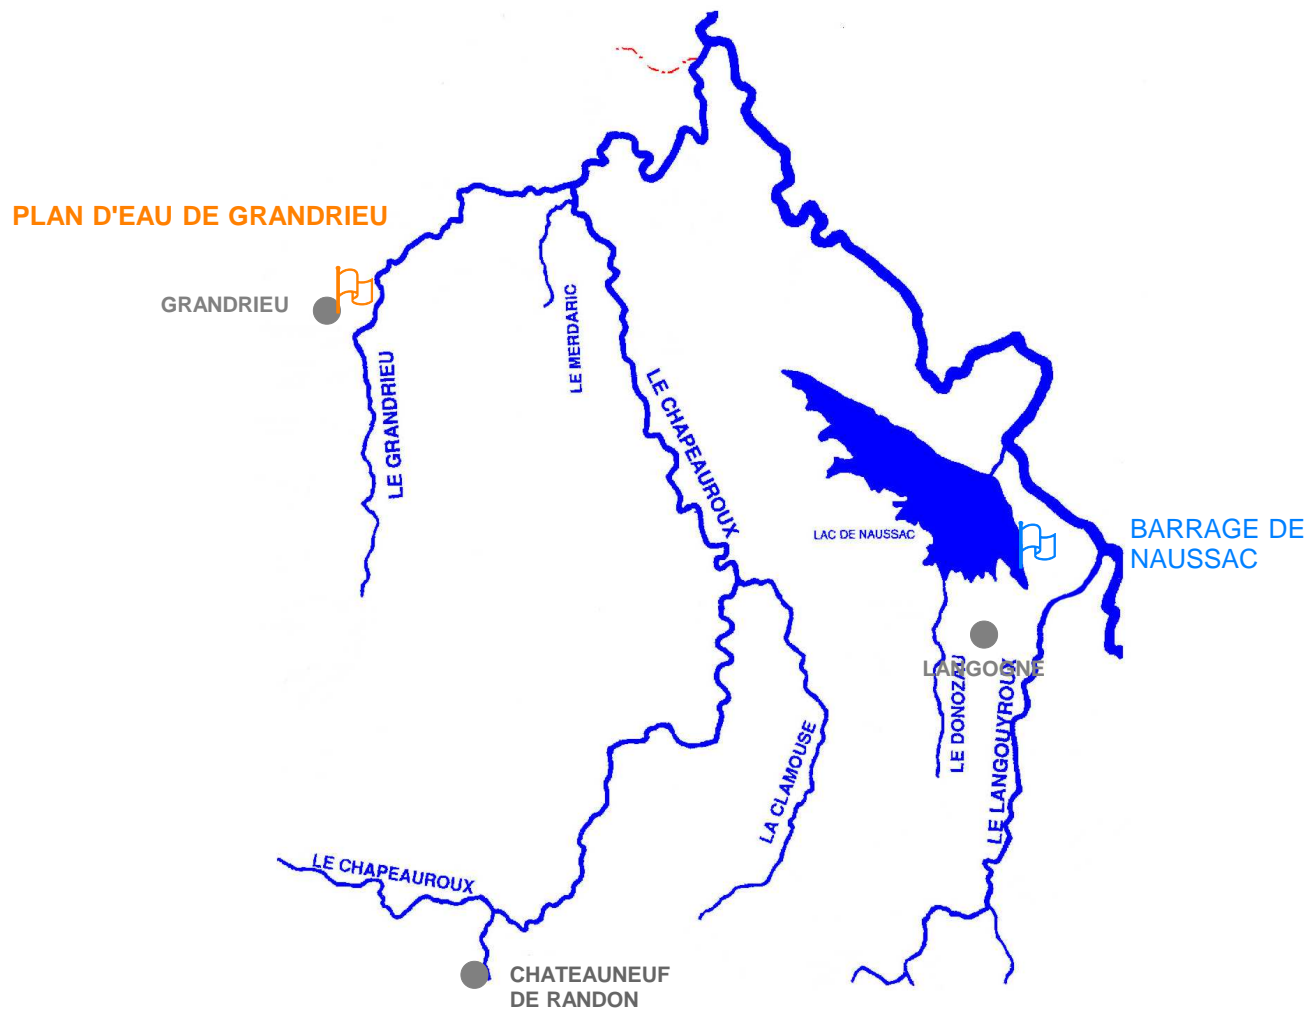 PLAN D'EAU DE GRANDRIEU
GRANDRIEU
LE MERDARIC
LE GRANDRIEU
LE CHAPEAUROUX
LAC DE NAUSSAC
BARRAGE DE
NAUSSAC
LANGOGNE
LE DONOZAU
LE LANGOUYROUX
LA CLAMOUSE
LE CHAPEAUROUX
CHATEAUNEUF
DE RANDON